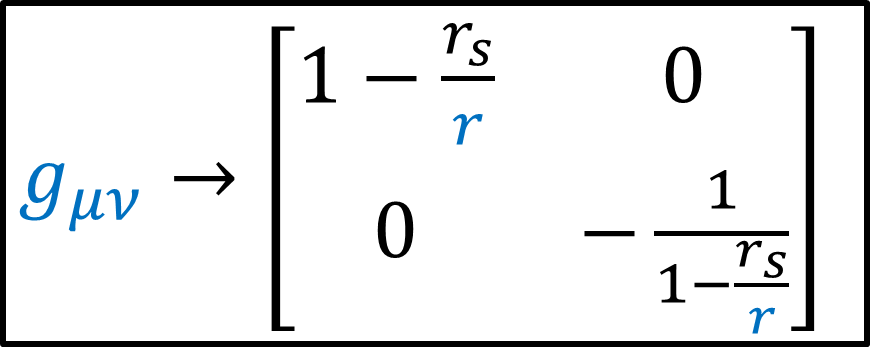 g_μν → [ 1 − r_s/r   0
0   − 1/(1−r_s/r) ]